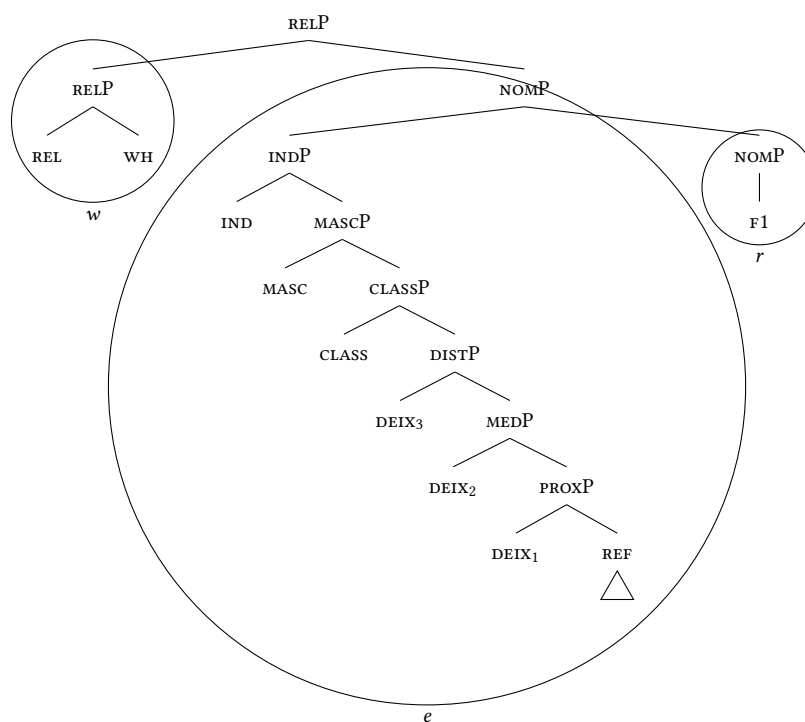 RELP
RELP NOMP
REL WH INDP NOMP
w IND MASCP F1
r
MASC CLASSP
CLASS DISTP
DEIX3 MEDP
DEIX2 PROXP
DEIX1 REF
e